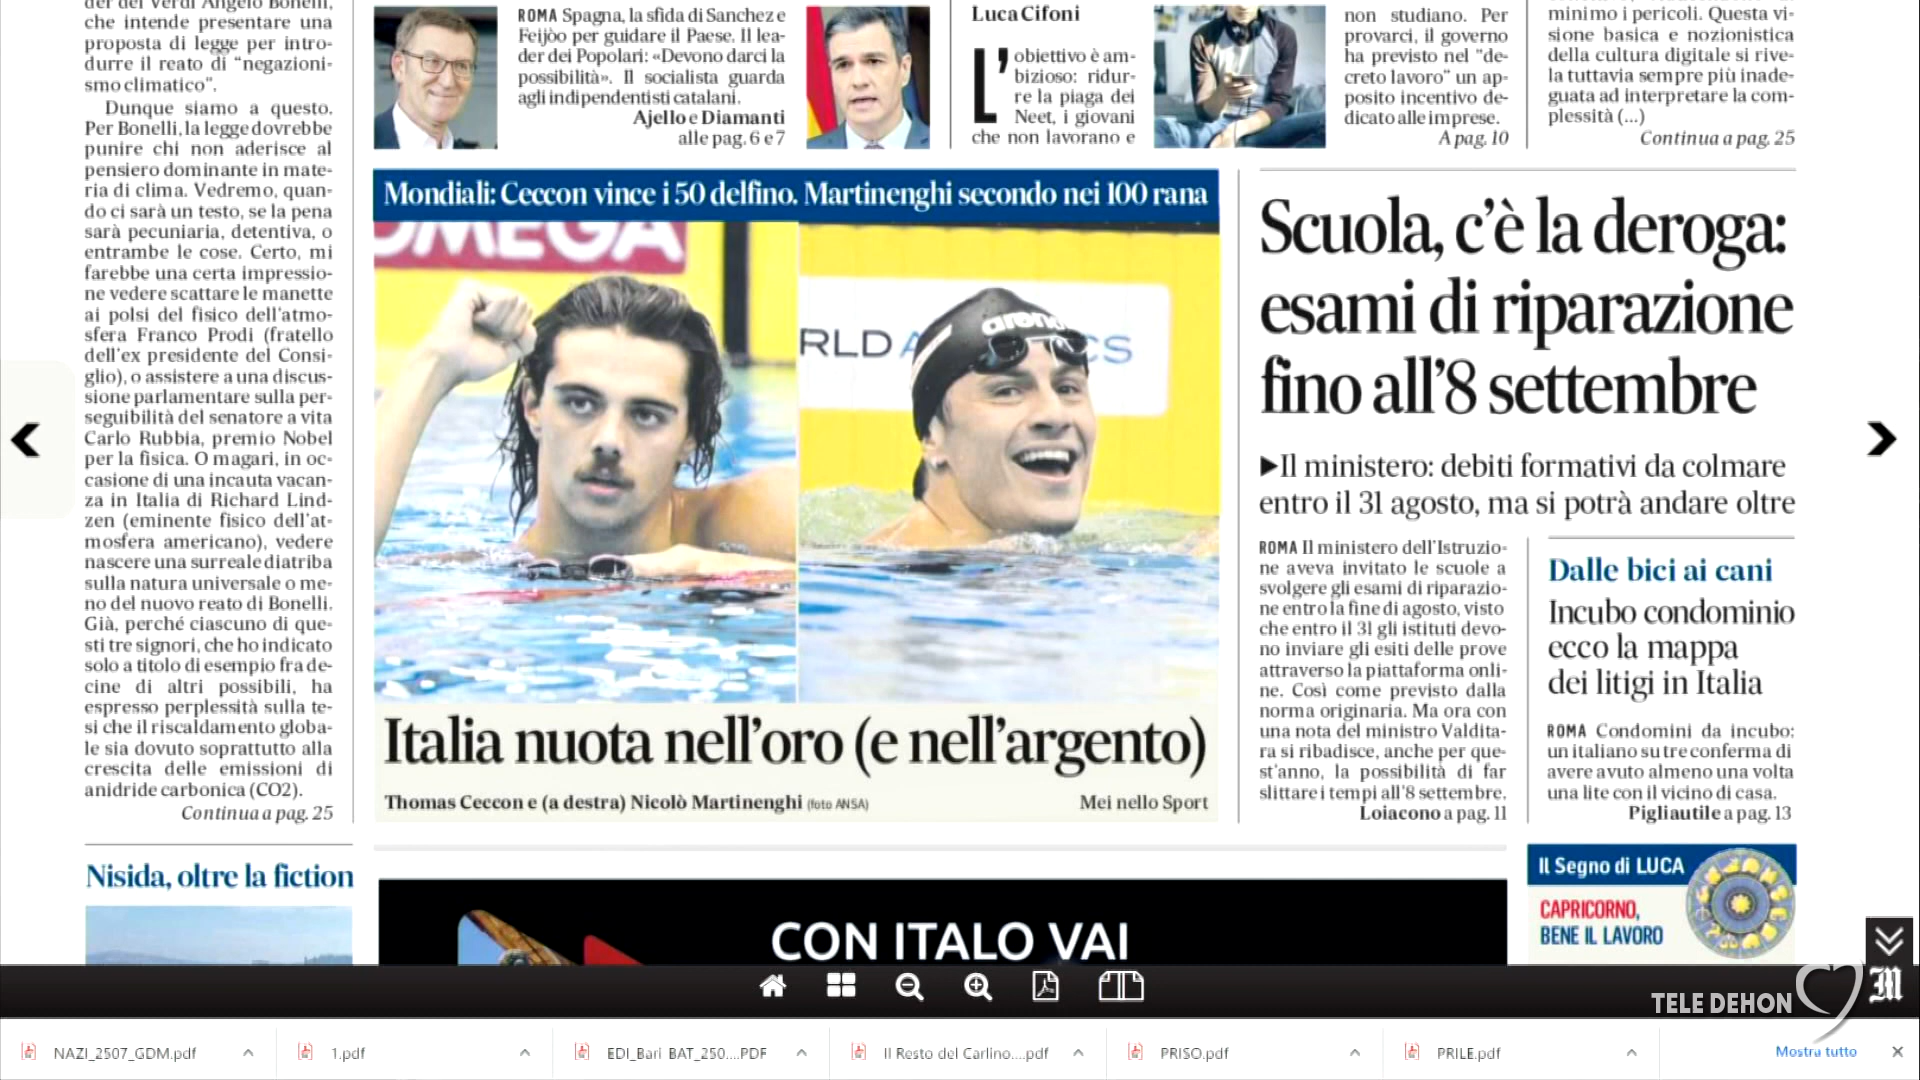 der dei Verdi Angelo Bonelli,
che intende presentare una
proposta di legge per intro-
durre il reato di "negazioni-
smo climatico".
Dunque siamo a questo.
Per Bonelli, la legge dovrebbe
punire chi non aderisce al
pensiero dominante in mate-
ria di clima. Vedremo, quan-
do ci sarà un testo, se la pena
sarà pecuniaria, detentiva, o
entrambe le cose. Certo, mi
farebbe una certa impressio-
ne vedere scattare le manette
ai polsi del fisico dell'atmo-
sfera Franco Prodi (fratello
dell'ex presidente del Consi-
glio), o assistere a una discus-
sione parlamentare sulla per-
seguibilità del senatore a vita
Carlo Rubbia, premio Nobel
per la fisica. O magari, in oc-
casione di una incauta vacan-
za in Italia di Richard Lind-
zen (eminente fisico dell'at-
mosfera americano), vedere
nascere una surreale diatriba
sulla natura universale o me-
no del nuovo reato di Bonelli.
Già, perché ciascuno di que-
sti tre signori, che ho indicato
solo a titolo di esempio fra de-
cine di altri possibili, ha
espresso perplessità sulla te-
si che il riscaldamento globa-
le sia dovuto soprattutto alla
crescita delle emissioni di
anidride carbonica (CO2).
Continua a pag. 25
Nisida, oltre la fiction
ROMA Spagna, la sfida di Sanchez e
Feijòo per guidare il Paese. Il lea-
der dei Popolari: «Devono darci la
possibilità». Il socialista guarda
agli indipendentisti catalani.
Ajello e Diamanti
alle pag. 6 e 7
Luca Cifoni
L'obiettivo è am-
bizioso: ridur-
re la piaga dei
Neet, i giovani
che non lavorano e
non studiano. Per
provarci, il governo
ha previsto nel "de-
creto lavoro" un ap-
posito incentivo de-
dicato alle imprese.
A pag. 10
minimo i pericoli. Questa vi-
sione basica e nozionistica
della cultura digitale si rive-
la tuttavia sempre più inade-
guata ad interpretare la com-
plessità (...)
Continua a pag. 25
Mondiali: Ceccon vince i 50 delfino. Martinenghi secondo nei 100 rana
OMEGA
RLD A CS
arena
Italia nuota nell'oro (e nell'argento)
Thomas Ceccon e (a destra) Nicolò Martinenghi (foto ANSA)
Mei nello Sport
Scuola, c'è la deroga:
esami di riparazione
fino all'8 settembre
►Il ministero: debiti formativi da colmare
entro il 31 agosto, ma si potrà andare oltre
ROMA Il ministero dell'Istruzio-
ne aveva invitato le scuole a
svolgere gli esami di riparazio-
ne entro la fine di agosto, visto
che entro il 31 gli istituti devo-
no inviare gli esiti delle prove
attraverso la piattaforma onli-
ne. Così come previsto dalla
norma originaria. Ma ora con
una nota del ministro Valdita-
ra si ribadisce, anche per que-
st'anno, la possibilità di far
slittare i tempi all'8 settembre.
Loiacono a pag. 11
Dalle bici ai cani
Incubo condominio
ecco la mappa
dei litigi in Italia
ROMA Condomini da incubo:
un italiano su tre conferma di
avere avuto almeno una volta
una lite con il vicino di casa.
Pigliautile a pag. 13
CON ITALO VAI
Il Segno di LUCA
CAPRICORNO,
BENE IL LAVORO
TELE DEHON
M
NAZI_2507_GDM.pdf
1.pdf
EDI_Bari BAT_250....PDF
Il Resto del Carlino....pdf
PRISO.pdf
PRILE.pdf
Mostra tutto